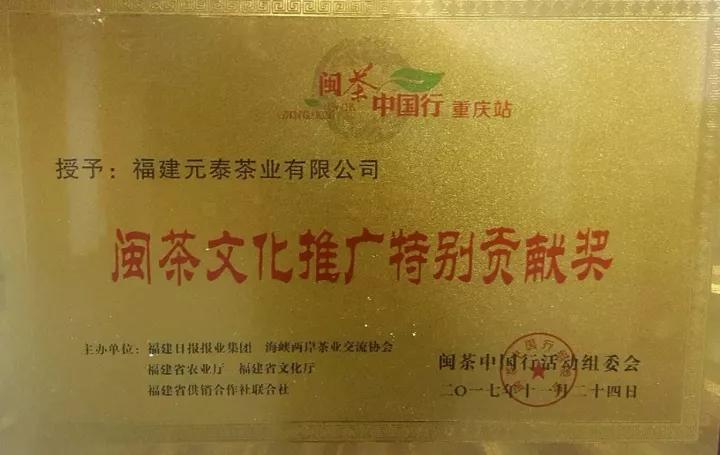 闽茶
中国行 重庆站
授予：福建元泰茶业有限公司
闽茶文化推广特别贡献奖
主办单位：福建日报报业集团 海峡两岸茶业交流协会
福建省农业厅 福建省文化厅
福建省供销合作社联合社
闽茶中国行活动组委会
二〇一七年十一月二十四日